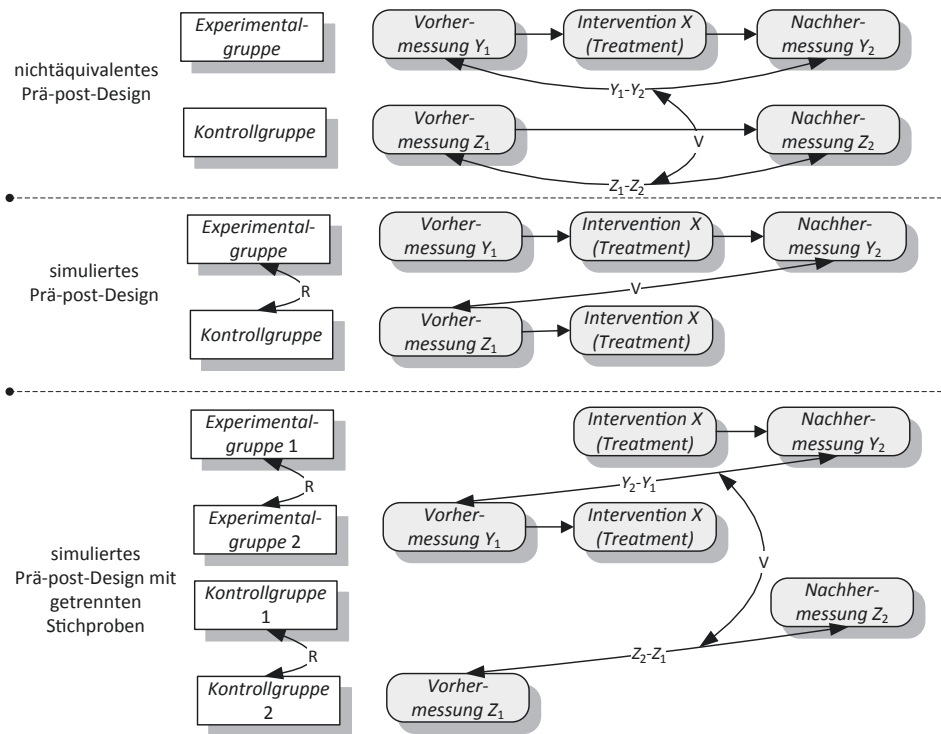 nichtäquivalentes
Prä-post-Design
Experimental-
gruppe
Vorher-
messung Y₁
Intervention X
(Treatment)
Nachher-
messung Y₂
Y₁-Y₂
Kontrollgruppe
Vorher-
messung Z₁
Nachher-
messung Z₂
V
Z₁-Z₂
simuliertes
Prä-post-Design
Experimental-
gruppe
R
Kontrollgruppe
Vorher-
messung Y₁
Intervention X
(Treatment)
Nachher-
messung Y₂
V
Vorher-
messung Z₁
Intervention X
(Treatment)
simuliertes
Prä-post-Design mit
getrennten
Stichproben
Experimental-
gruppe 1
R
Experimental-
gruppe 2
Intervention X
(Treatment)
Nachher-
messung Y₂
Y₂-Y₁
Vorher-
messung Y₁
Intervention X
(Treatment)
V
Kontrollgruppe
1
R
Kontrollgruppe
2
Nachher-
messung Z₂
Z₂-Z₁
Vorher-
messung Z₁